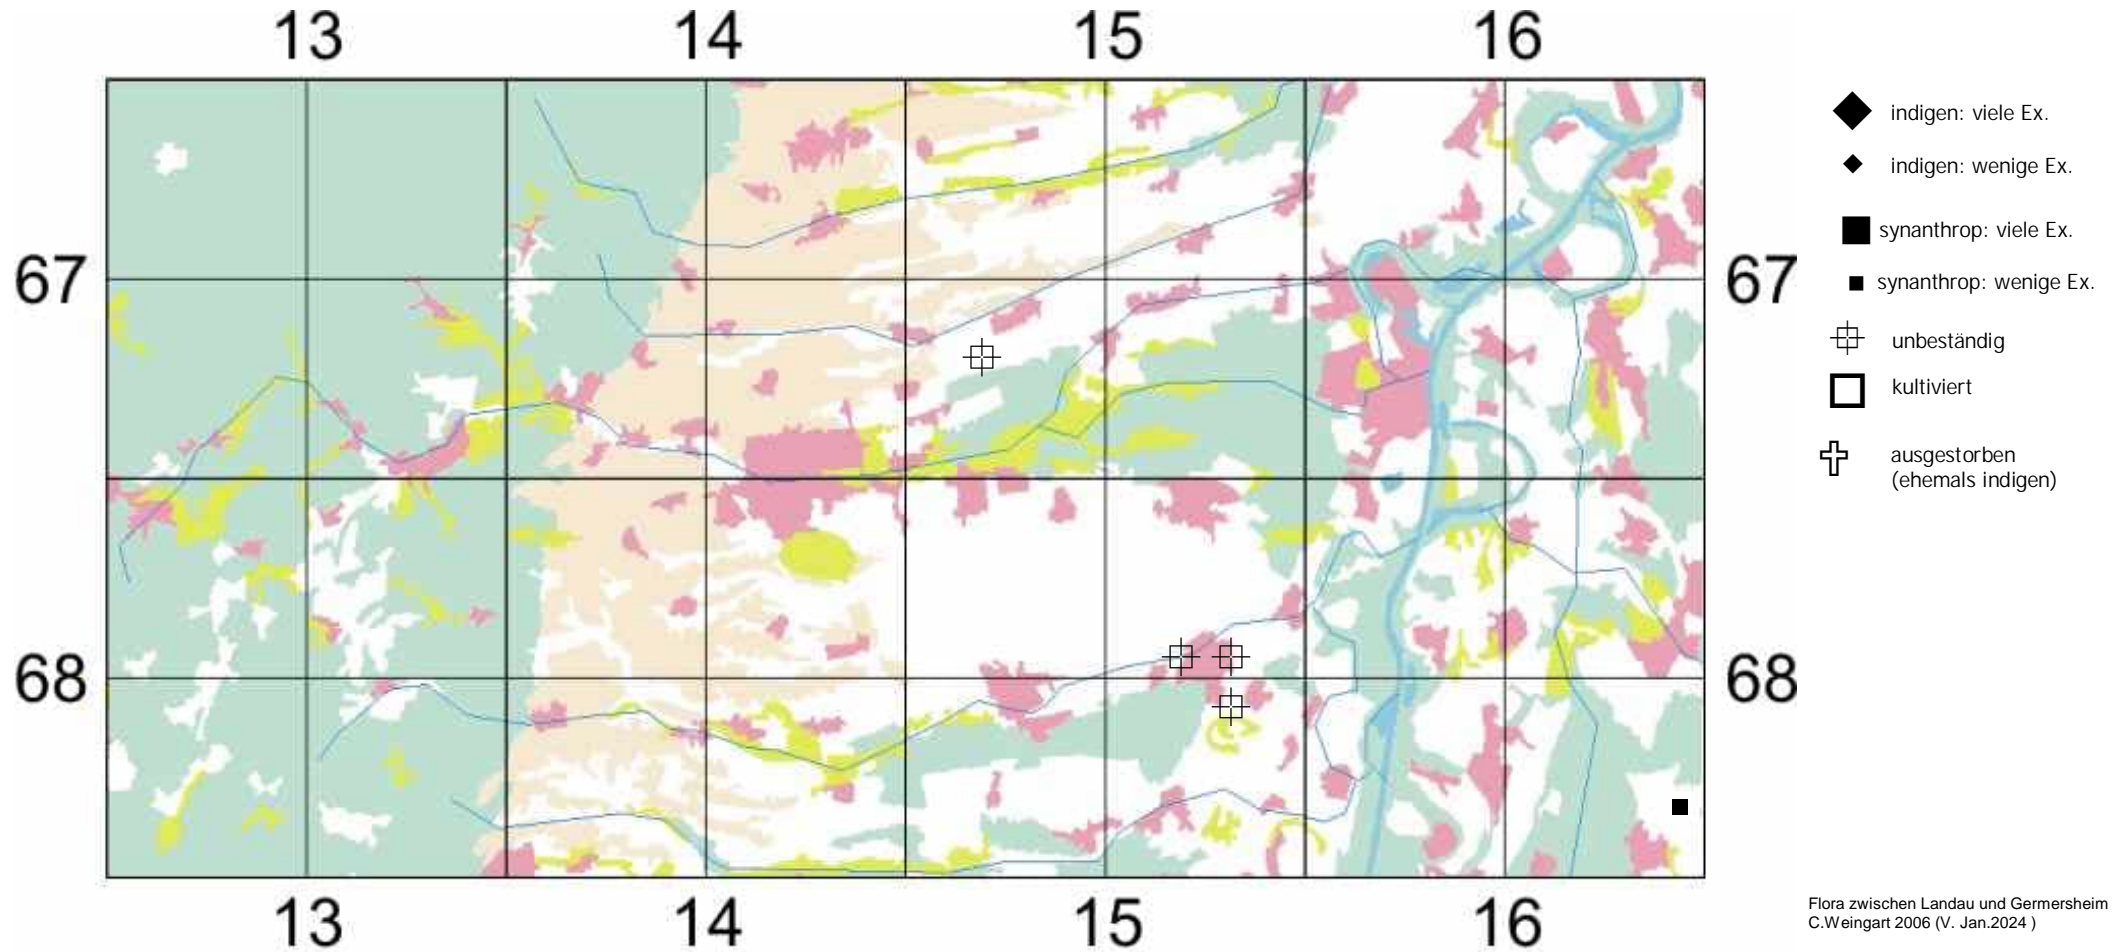 13 14 15 16
67 67
68 68
13 14 15 16
indigen: viele Ex.
indigen: wenige Ex.
synanthrop: viele Ex.
synanthrop: wenige Ex.
unbeständig
kultiviert
ausgestorben
(ehemals indigen)
Flora zwischen Landau und Germersheim
C.Weingart 2006 (V. Jan.2024 )